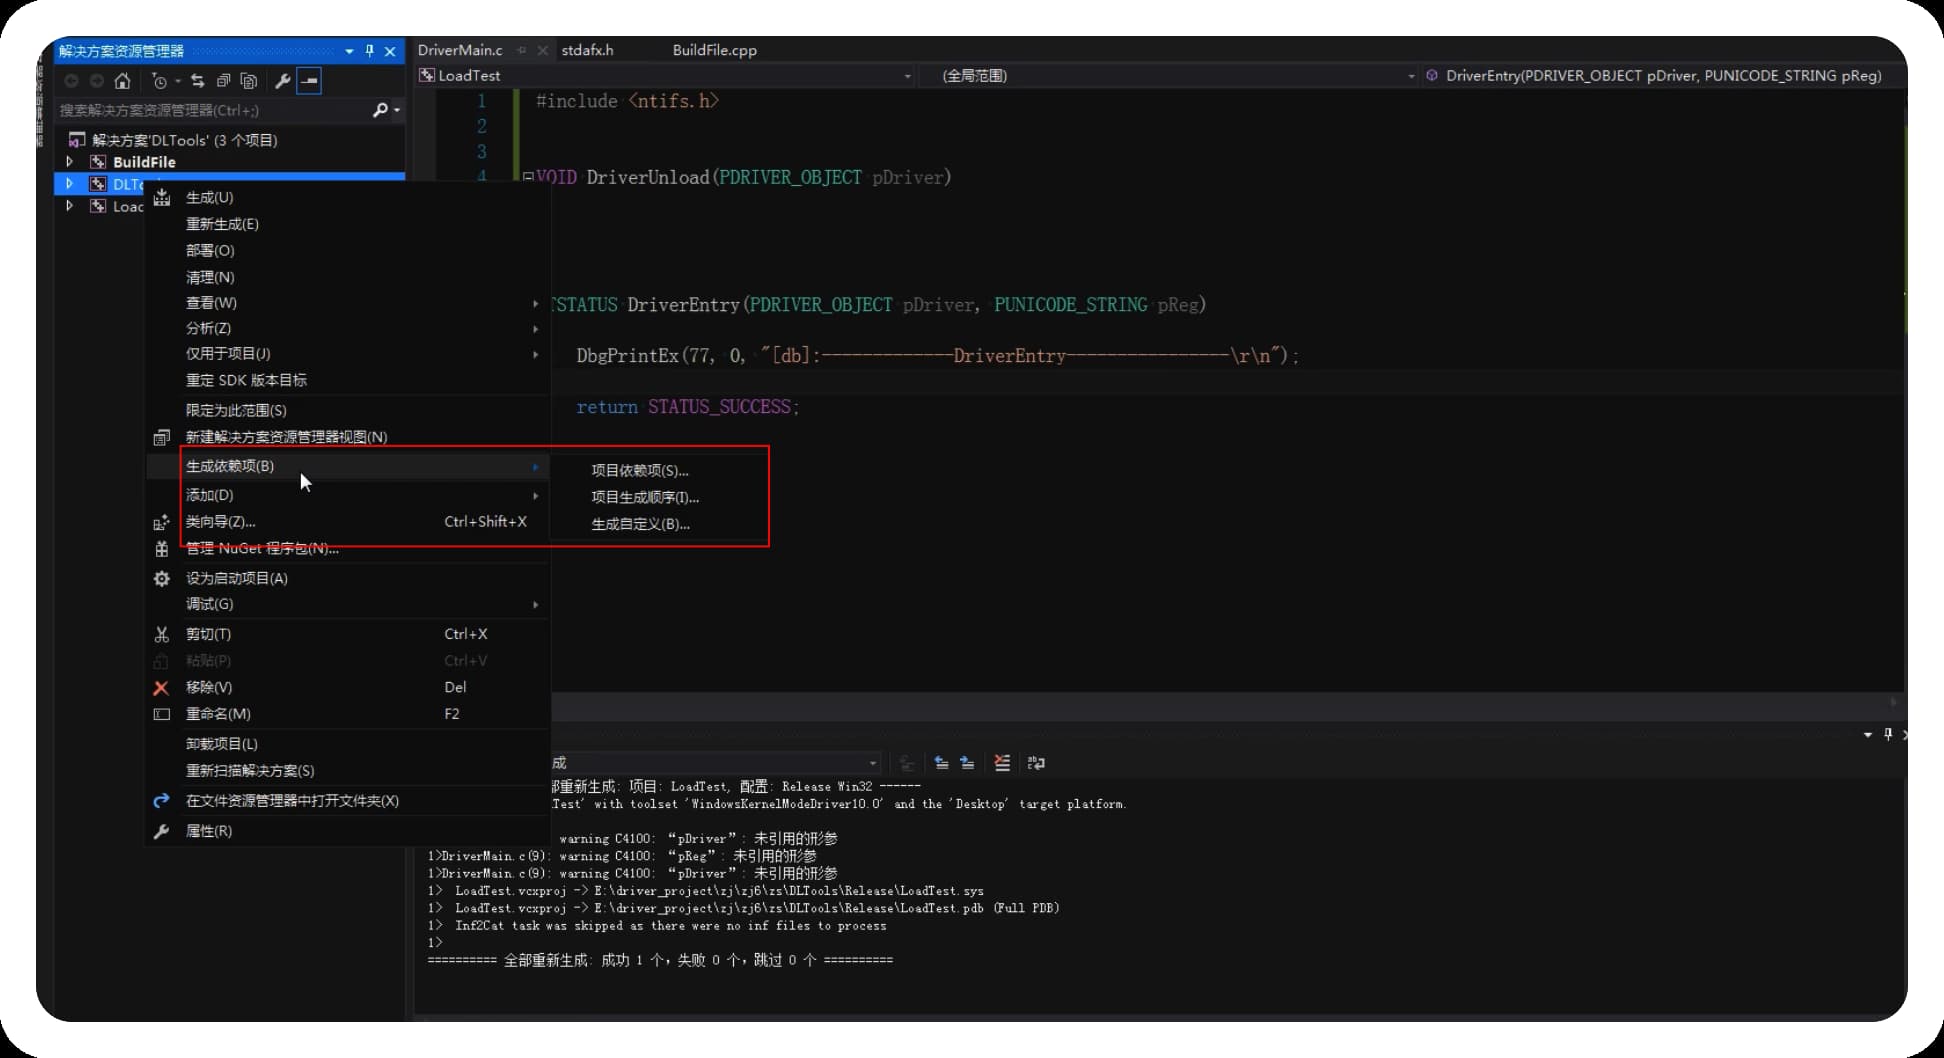 解决方案资源管理器
搜索解决方案资源管理器(Ctrl+;)
解决方案'DLTools' (3 个项目)
BuildFile
DLTo
Load
生成(U)
重新生成(E)
部署(O)
清理(N)
查看(W)
分析(Z)
仅用于项目(J)
重定 SDK 版本目标
限定为此范围(S)
新建解决方案资源管理器视图(N)
生成依赖项(B)
添加(D)
类向导(Z)... Ctrl+Shift+X
管理 NuGet 程序包(N)...
设为启动项目(A)
调试(G)
剪切(T) Ctrl+X
粘贴(P) Ctrl+V
移除(V) Del
重命名(M) F2
卸载项目(L)
重新扫描解决方案(S)
在文件资源管理器中打开文件夹(X)
属性(R)
项目依赖项(S)...
项目生成顺序(I)...
生成自定义(B)...
DriverMain.c stdafx.h BuildFile.cpp
LoadTest (全局范围) DriverEntry(PDRIVER_OBJECT pDriver, PUNICODE_STRING pReg)
1 #include <ntifs.h>
2
3
4 VOID DriverUnload(PDRIVER_OBJECT pDriver)
TSTATUS DriverEntry(PDRIVER_OBJECT pDriver, PUNICODE_STRING pReg)
DbgPrintEx(77, 0, "[db]:-------------DriverEntry----------------\r\n");
return STATUS_SUCCESS;
成
部重新生成: 项目: LoadTest, 配置: Release Win32 ------
Test' with toolset 'WindowsKernelModeDriver10.0' and the 'Desktop' target platform.
warning C4100: “pDriver”: 未引用的形参
1>DriverMain.c(9): warning C4100: “pReg”: 未引用的形参
1>DriverMain.c(9): warning C4100: “pDriver”: 未引用的形参
1> LoadTest.vcxproj -> E:\driver_project\zj\zj6\zs\DLTools\Release\LoadTest.sys
1> LoadTest.vcxproj -> E:\driver_project\zj\zj6\zs\DLTools\Release\LoadTest.pdb (Full PDB)
1> Inf2Cat task was skipped as there were no inf files to process
1>
========== 全部重新生成: 成功 1 个，失败 0 个，跳过 0 个 ==========